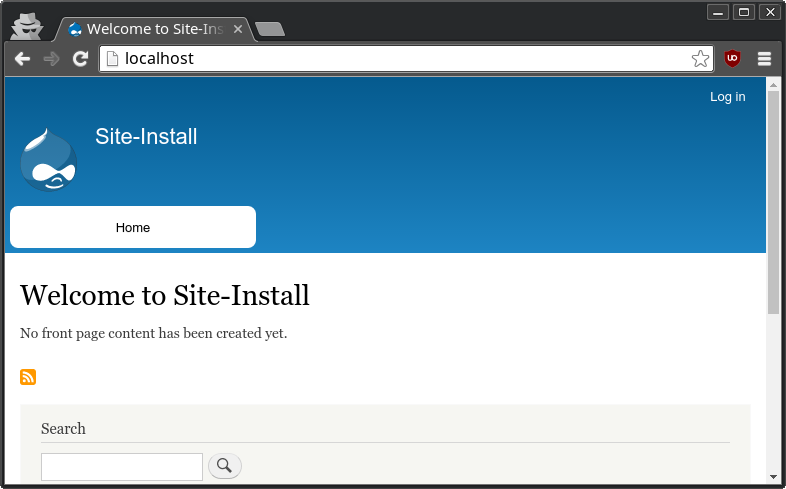 Welcome to Site-Ins
localhost
Log in
Site-Install
Home
Welcome to Site-Install
No front page content has been created yet.
Search